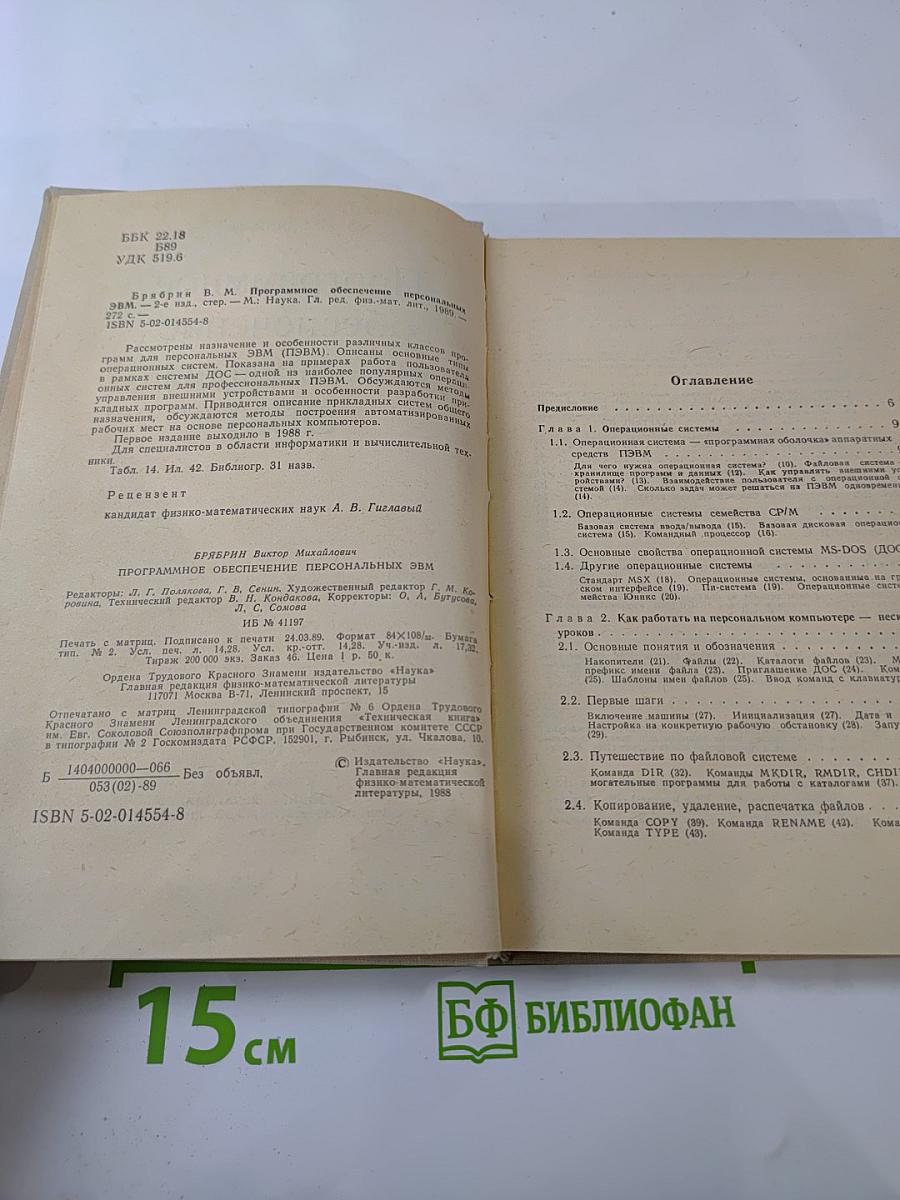 ББК 22.18
Б89
УДК 519.6
Брябрин В. М. Программное обеспечение персональных
ЭВМ. — 2-е изд., стер. — М.: Наука. Гл. ред. физ.-мат. лит., 1989. —
272 с. —
ISBN 5-02-014554-8
Рассмотрены назначение и особенности различных классов про-
грамм для персональных ЭВМ (ПЭВМ). Описаны основные типы
операционных систем. Показана на примерах работа пользователя
в рамках системы ДОС — одной из наиболее популярных операци-
онных систем для профессиональных ПЭВМ. Обсуждаются методы
управления внешними устройствами и особенности разработки при-
кладных программ. Приводится описание прикладных систем общего
назначения, обсуждаются методы построения автоматизированных
рабочих мест на основе персональных компьютеров.
Первое издание выходило в 1988 г.
Для специалистов в области информатики и вычислительной тех-
ники.
Табл. 14. Ил. 42. Библиогр. 31 назв.
Рецензент
кандидат физико-математических наук А. В. Гиглавый
БРЯБРИН Виктор Михайлович
ПРОГРАММНОЕ ОБЕСПЕЧЕНИЕ ПЕРСОНАЛЬНЫХ ЭВМ
Редакторы: Л. Г. Полякова, Г. В. Сенин. Художественный редактор Г. М. Ко-
ровина, Технический редактор В. Н. Кондакова, Корректоры: О. А. Бутусова,
Л. С. Сомова
ИБ № 41197
Печать с матриц. Подписано к печати 24.03.89. Формат 84×108/32. Бумага
тип. № 2. Усл. печ. л. 14,28. Усл. кр.-отт. 14,28. Уч.-изд. л. 17,32.
Тираж 200 000 экз. Заказ 46. Цена 1 р. 50 к.
Ордена Трудового Красного Знамени издательство «Наука»
Главная редакция физико-математической литературы
117071 Москва В-71, Ленинский проспект, 15
Отпечатано с матриц Ленинградской типографии № 6 Ордена Трудового
Красного Знамени Ленинградского объединения «Техническая книга»
им. Евг. Соколовой Союзполиграфпрома при Государственном комитете СССР
в типографии № 2 Госкомиздата РСФСР, 152901, г. Рыбинск, ул. Чкалова, 10.
Б 1404000000—066 Без объявл.
053(02)-89
© Издательство «Наука».
Главная редакция
физико-математической
литературы, 1988
ISBN 5-02-014554-8
Оглавление
Предисловие . . . . . . . . . . 6
Глава 1. Операционные системы . . . . . . . . . . 9
1.1. Операционная система — «программная оболочка» аппаратных
средств ПЭВМ . . . . . . . . . .
Для чего нужна операционная система? (10). Файловая система
хранилище программ и данных (12). Как управлять внешними ус
ройствами? (13). Взаимодействие пользователя с операционной с
стемой (14). Сколько задач может решаться на ПЭВМ одновремен
(14).
1.2. Операционные системы семейства CP/M . . . .
Базовая система ввода/вывода (15). Базовая дисковая операцио
система (15). Командный процессор (16).
1.3. Основные свойства операционной системы MS-DOS (ДОС
1.4. Другие операционные системы . . . . . .
Стандарт MSX (18). Операционные системы, основанные на гр
ском интерфейсе (19). Пи-система (19). Операционные сист
мейства Юникс (20).
Глава 2. Как работать на персональном компьютере — неск
уроков . . . . . . . . . .
2.1. Основные понятия и обозначения . . . . . . .
Накопители (21). Файлы (22). Каталоги файлов (23). М
префикс имени файла (23). Приглашение ДОС (24). Ком
(25). Шаблоны имен файлов (25). Ввод команд с клавиатур
2.2. Первые шаги . . . . . . . . . .
Включение машины (27). Инициализация (27). Дата и
Настройка на конкретную рабочую обстановку (28). Запу
(29).
2.3. Путешествие по файловой системе . . . . . .
Команда DIR (32). Команды MKDIR, RMDIR, CHDI
могательные программы для работы с каталогами (37).
2.4. Копирование, удаление, распечатка файлов . . .
Команда COPY (39). Команда RENAME (42). Кома
Команда TYPE (43).
15 см
БФ БИБЛИОФАН